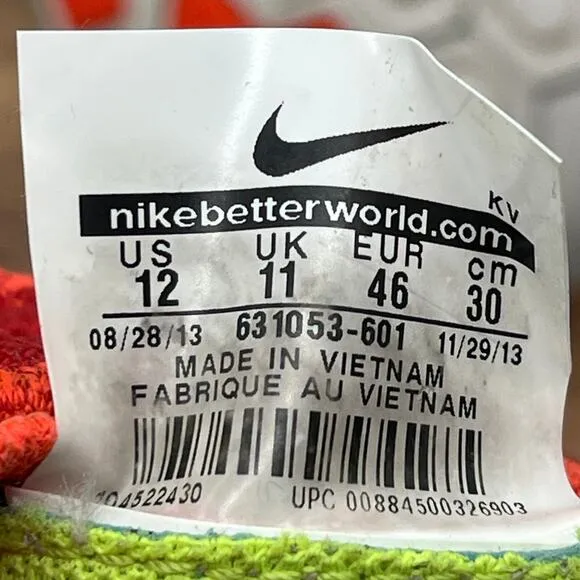 KV
nikebetterworld.com
US UK EUR cm
12 11 46 30
08/28/13 631053-601 11/29/13
MADE IN VIETNAM
FABRIQUE AU VIETNAM
UPC 00884500326903